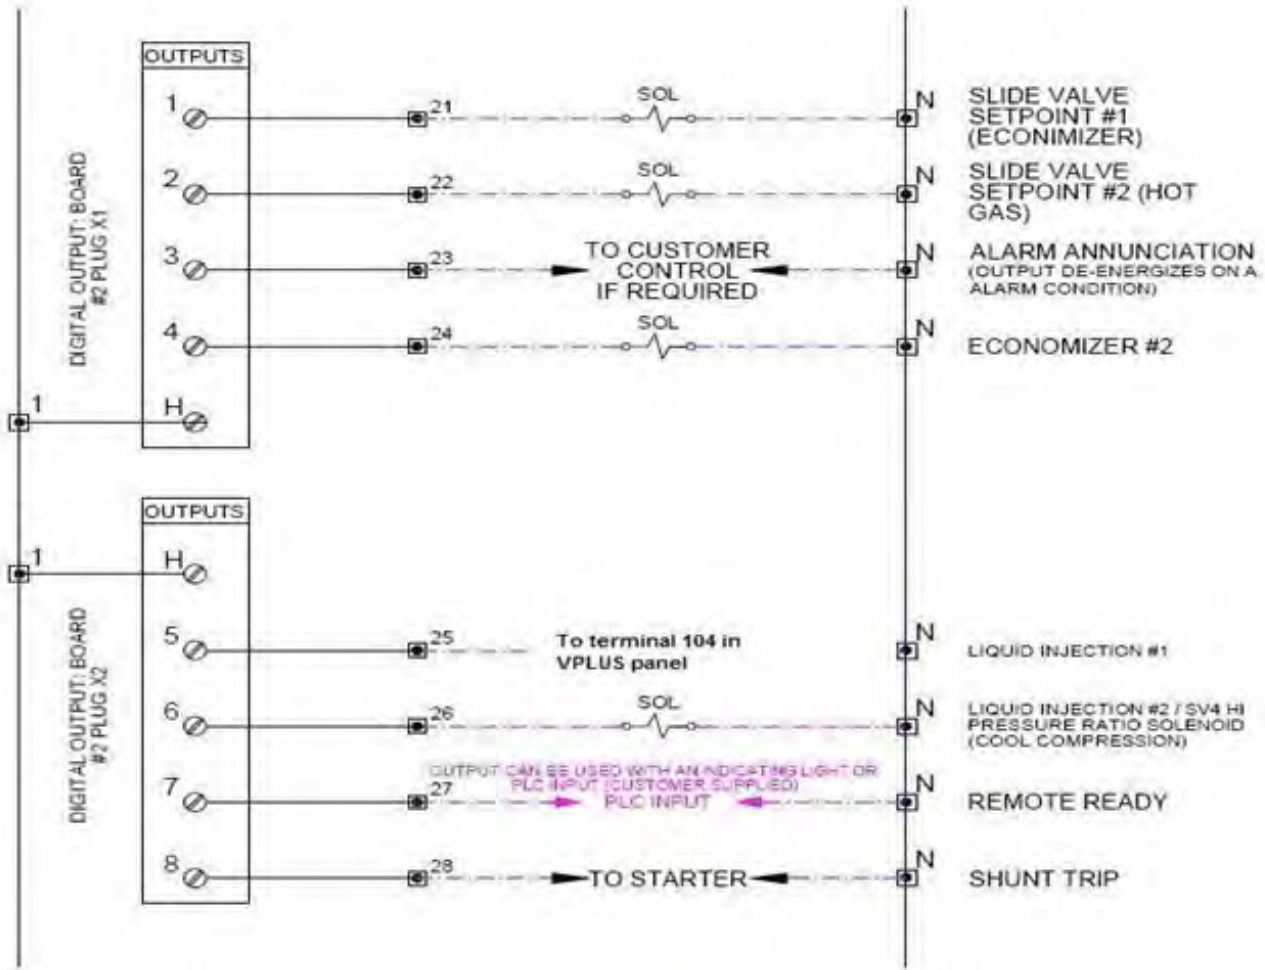 OUTPUTS
1
21
SOL
N
SLIDE VALVE
SETPOINT #1
(ECONIMIZER)
2
22
SOL
N
SLIDE VALVE
SETPOINT #2 (HOT
GAS)
DIGITAL OUTPUT: BOARD
#2 PLUG X1
3
23
TO CUSTOMER
CONTROL
IF REQUIRED
N
ALARM ANNUNCIATION
(OUTPUT DE-ENERGIZES ON A
ALARM CONDITION)
4
24
SOL
N
ECONOMIZER #2
1
H
OUTPUTS
1
H
5
25
To terminal 104 in
VPLUS panel
N
LIQUID INJECTION #1
DIGITAL OUTPUT: BOARD
#2 PLUG X2
6
26
SOL
N
LIQUID INJECTION #2 / SV4 HI
PRESSURE RATIO SOLENOID
(COOL COMPRESSION)
OUTPUT CAN BE USED WITH AN INDICATING LIGHT OR
PLC INPUT (CUSTOMER SUPPLIED)
7
27
PLC INPUT
N
REMOTE READY
8
28
TO STARTER
N
SHUNT TRIP